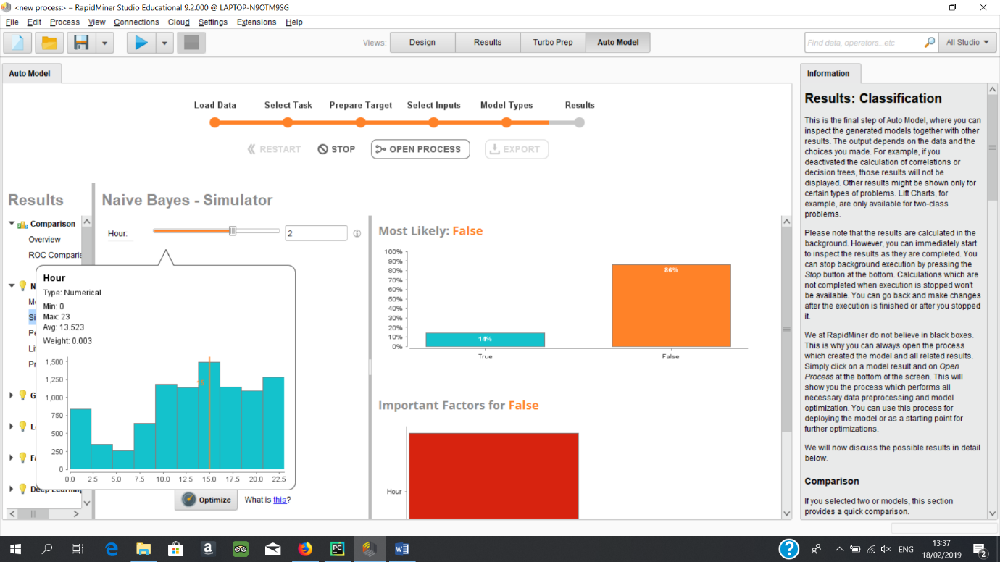 <new process> – RapidMiner Studio Educational 9.2.000 @ LAPTOP-N9OTM9SG
File Edit Process View Connections Cloud Settings Extensions Help
Views: Design Results Turbo Prep Auto Model
Find data, operators...etc
All Studio
Auto Model
Load Data Select Task Prepare Target Select Inputs Model Types Results
RESTART STOP OPEN PROCESS EXPORT
Results
Comparison
Overview
ROC Comparis
Naive Bayes - Simulator
Hour: 2
Hour
Type: Numerical
Min: 0
Max: 23
Avg: 13.523
Weight: 0.003
1,500
1,250
1,000
750
500
250
0
0.0 2.5 5.0 7.5 10.0 12.5 15.0 17.5 20.0 22.5
Optimize What is this?
Most Likely: False
100%
90%
80%
70%
60%
50%
40%
30%
20%
10%
0%
14%
86%
True False
Important Factors for False
Hour
Information
Results: Classification
This is the final step of Auto Model, where you can
inspect the generated models together with other
results. The output depends on the data and the
choices you made. For example, if you
deactivated the calculation of correlations or
decision trees, those results will not be
displayed. Other results might be shown only for
certain types of problems. Lift Charts, for
example, are only available for two-class
problems.
Please note that the results are calculated in the
background. However, you can immediately start
to inspect the results as they are completed. You
can stop background execution by pressing the
Stop button at the bottom. Calculations which are
not completed when execution is stopped won't
be available. You can go back and make changes
after the execution is finished or after you stopped
it.
We at RapidMiner do not believe in black boxes.
This is why you can always open the process
which created the model and all related results.
Simply click on a model result and on Open
Process at the bottom of the screen. This will
show you the process which performs all
necessary data preprocessing and model
optimization. You can use this process for
deploying the model or as a starting point for
further optimizations.
We will now discuss the possible results in detail
below.
Comparison
If you selected two or models, this section
provides a quick comparison.
ENG
13:37
18/02/2019
2